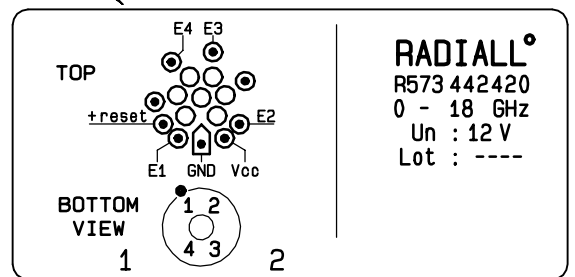 E4 E3
TOP
+reset
E2
E1 GND Vcc
BOTTOM
VIEW
1 2
4 3
1 2
RADIALL°
R573 442420
0 - 18 GHz
Un : 12 V
Lot : ----